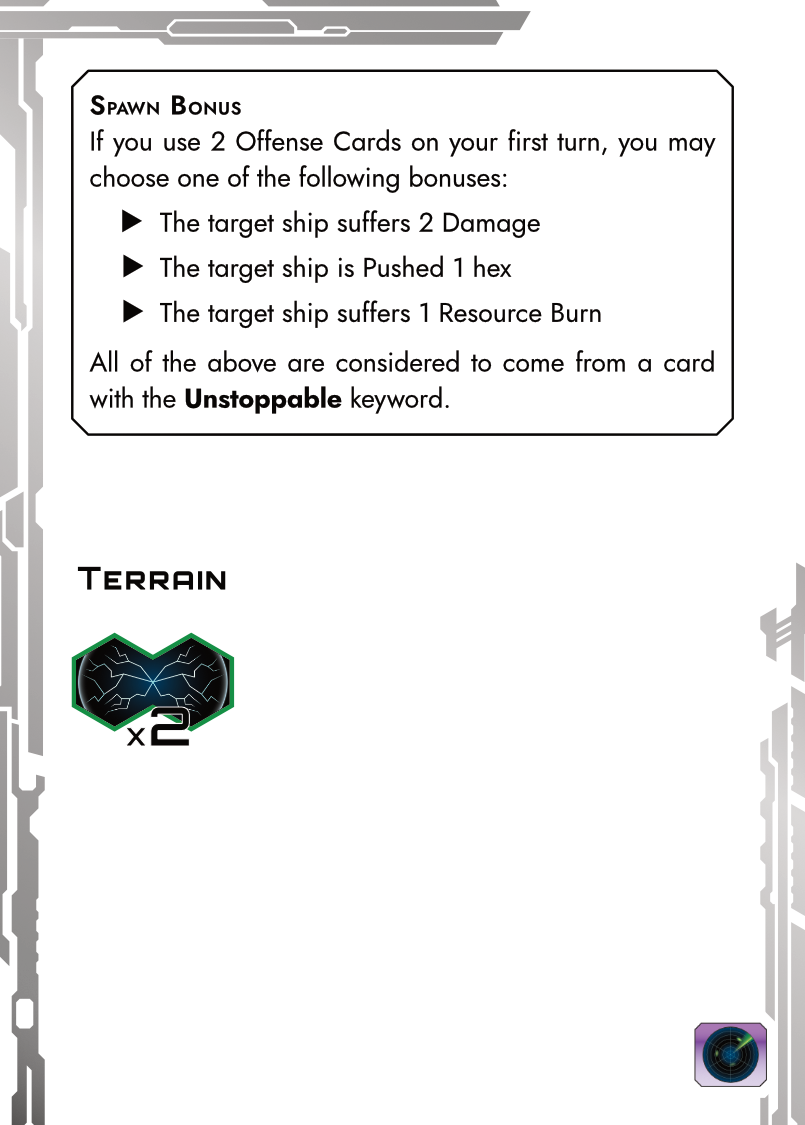 Spawn Bonus
If you use 2 Offense Cards on your first turn, you may
choose one of the following bonuses:
▶ The target ship suffers 2 Damage
▶ The target ship is Pushed 1 hex
▶ The target ship suffers 1 Resource Burn
All of the above are considered to come from a card
with the Unstoppable keyword.
Terrain
x2